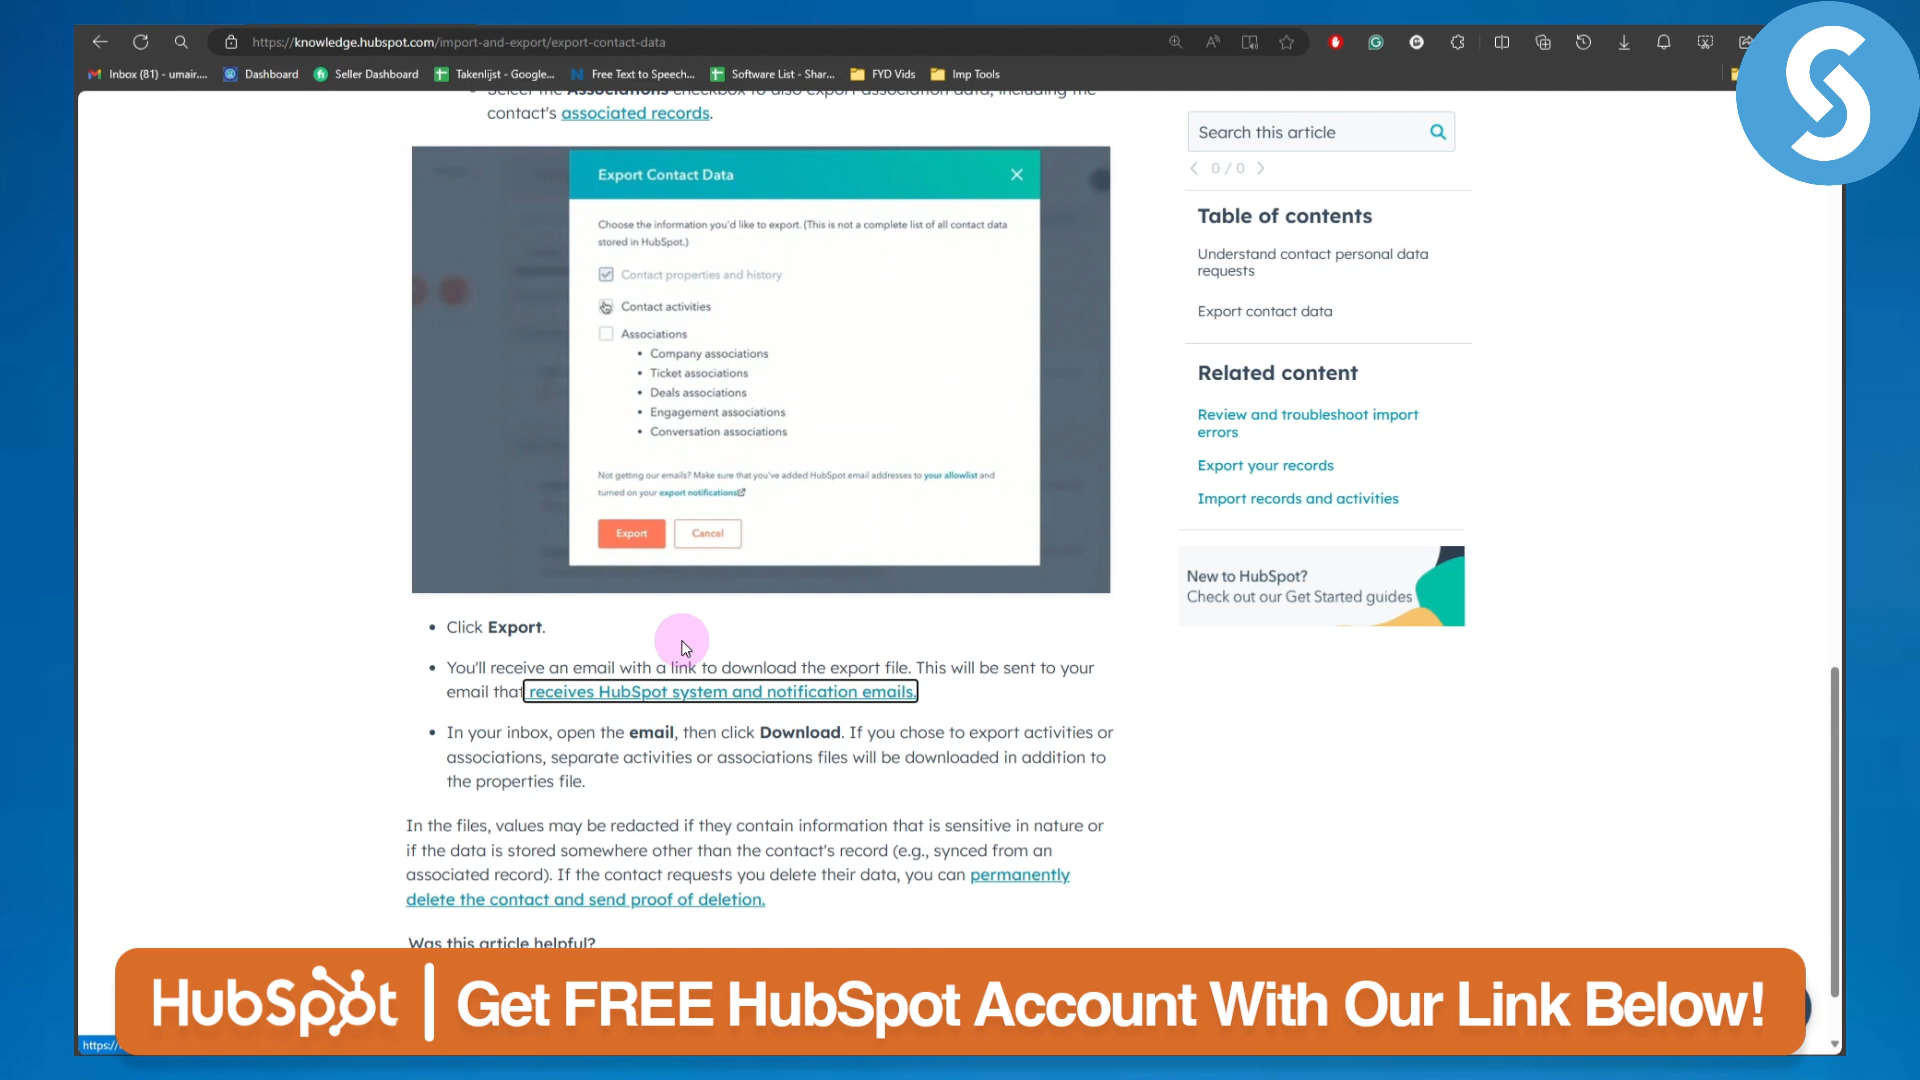 https://knowledge.hubspot.com/import-and-export/export-contact-data
Inbox (81) - umair.... Dashboard Seller Dashboard Takenlijst - Google... Free Text to Speech... Software List - Shar... FYD Vids Imp Tools
Select the Associations checkbox to also export association data, including the
contact's associated records.
Export Contact Data
Choose the information you'd like to export. (This is not a complete list of all contact data
stored in HubSpot.)
Contact properties and history
Contact activities
Associations
• Company associations
• Ticket associations
• Deals associations
• Engagement associations
• Conversation associations
Not getting our emails? Make sure that you've added HubSpot email addresses to your allowlist and
turned on your export notifications
Export Cancel
• Click Export.
• You'll receive an email with a link to download the export file. This will be sent to your
email that receives HubSpot system and notification emails.
• In your inbox, open the email, then click Download. If you chose to export activities or
associations, separate activities or associations files will be downloaded in addition to
the properties file.
In the files, values may be redacted if they contain information that is sensitive in nature or
if the data is stored somewhere other than the contact's record (e.g., synced from an
associated record). If the contact requests you delete their data, you can permanently
delete the contact and send proof of deletion.
Was this article helpful?
Search this article
0 / 0
Table of contents
Understand contact personal data
requests
Export contact data
Related content
Review and troubleshoot import
errors
Export your records
Import records and activities
New to HubSpot?
Check out our Get Started guides
HubSpot | Get FREE HubSpot Account With Our Link Below!
https://